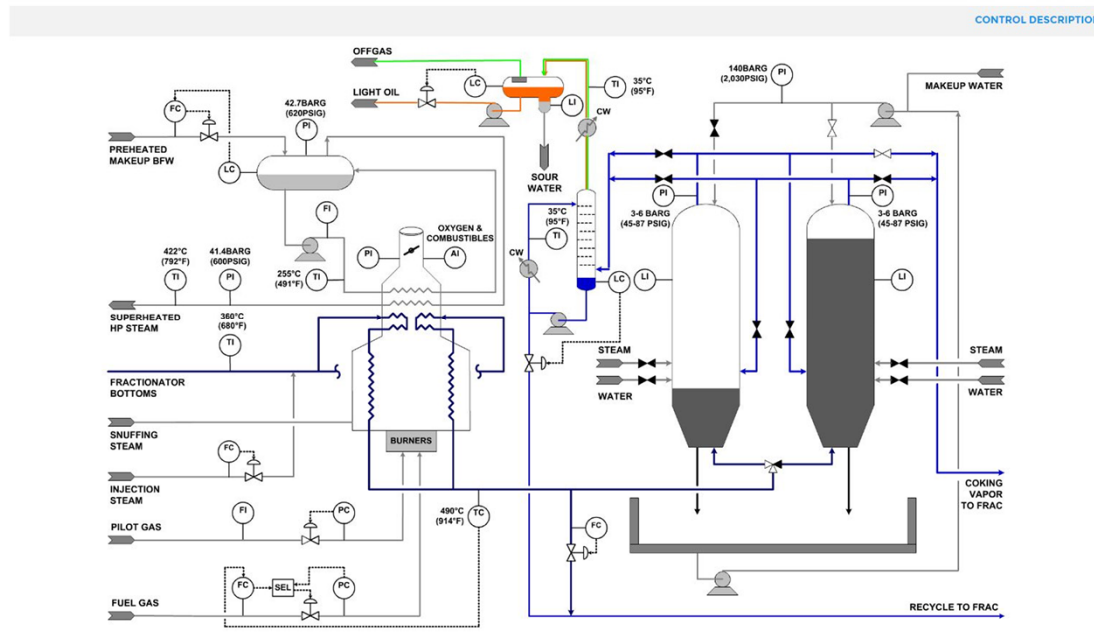 CONTROL DESCRIPTION
OFFGAS
LIGHT OIL
LC
LI
35°C
(95°F)
TI
CW
SOUR
WATER
140BARG
(2,030PSIG)
PI
MAKEUP WATER
42.7BARG
(620PSIG)
PI
FC
PREHEATED
MAKEUP BFW
LC
FI
OXYGEN &
COMBUSTIBLES
PI
AI
422°C
(792°F)
TI
41.4BARG
(600PSIG)
PI
255°C
(491°F)
TI
SUPERHEATED
HP STEAM
360°C
(680°F)
TI
FRACTIONATOR
BOTTOMS
35°C
(95°F)
TI
CW
LC
PI
3-6 BARG
(45-87 PSIG)
PI
3-6 BARG
(45-87 PSIG)
LI
LI
STEAM
WATER
STEAM
WATER
SNUFFING
STEAM
BURNERS
FC
INJECTION
STEAM
FI
PC
PILOT GAS
490°C
(914°F)
TC
FC
COKING
VAPOR
TO FRAC
FC
SEL
PC
FUEL GAS
RECYCLE TO FRAC